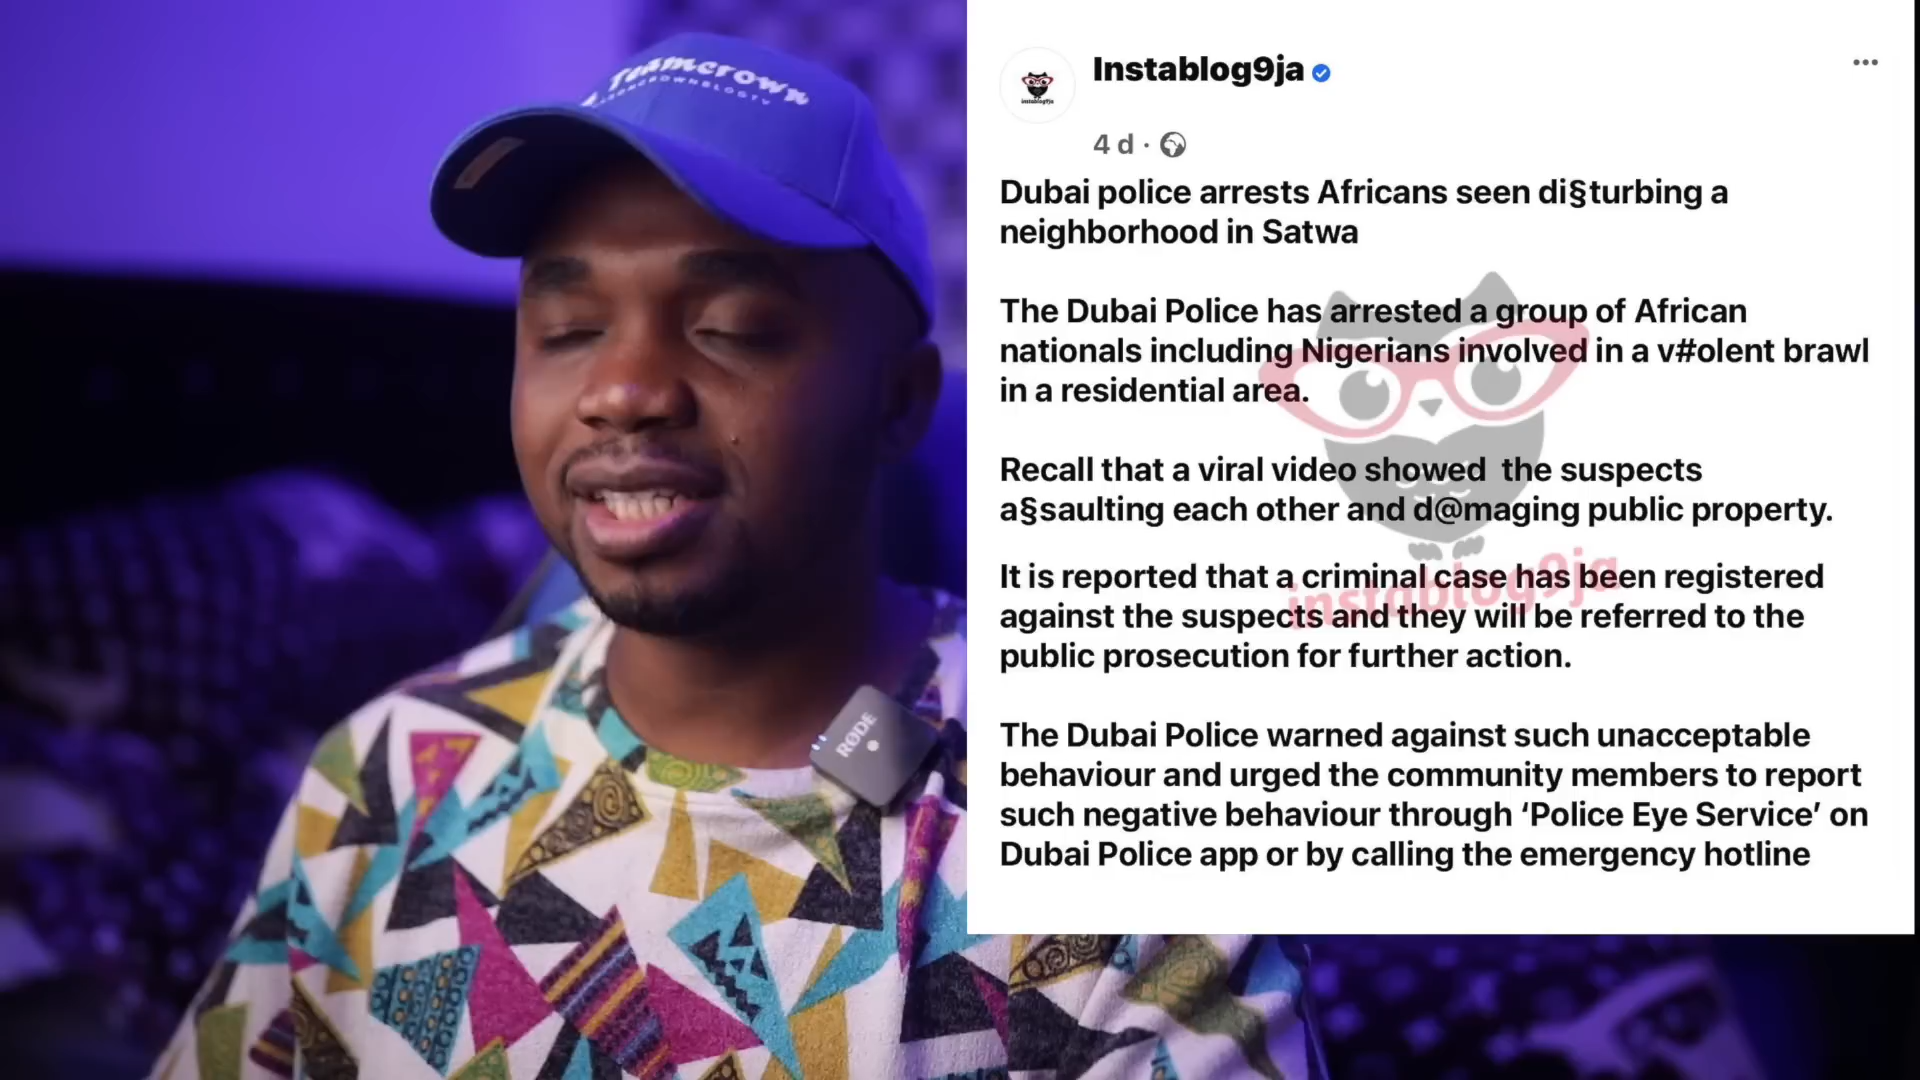 Teamcrown
RØDE
Instablog9ja
instablog9ja
4 d ·
Dubai police arrests Africans seen di§turbing a
neighborhood in Satwa
The Dubai Police has arrested a group of African
nationals including Nigerians involved in a v#olent brawl
in a residential area.
Recall that a viral video showed the suspects
a§saulting each other and d@maging public property.
It is reported that a criminal case has been registered
against the suspects and they will be referred to the
public prosecution for further action.
The Dubai Police warned against such unacceptable
behaviour and urged the community members to report
such negative behaviour through ‘Police Eye Service’ on
Dubai Police app or by calling the emergency hotline
instablog9ja